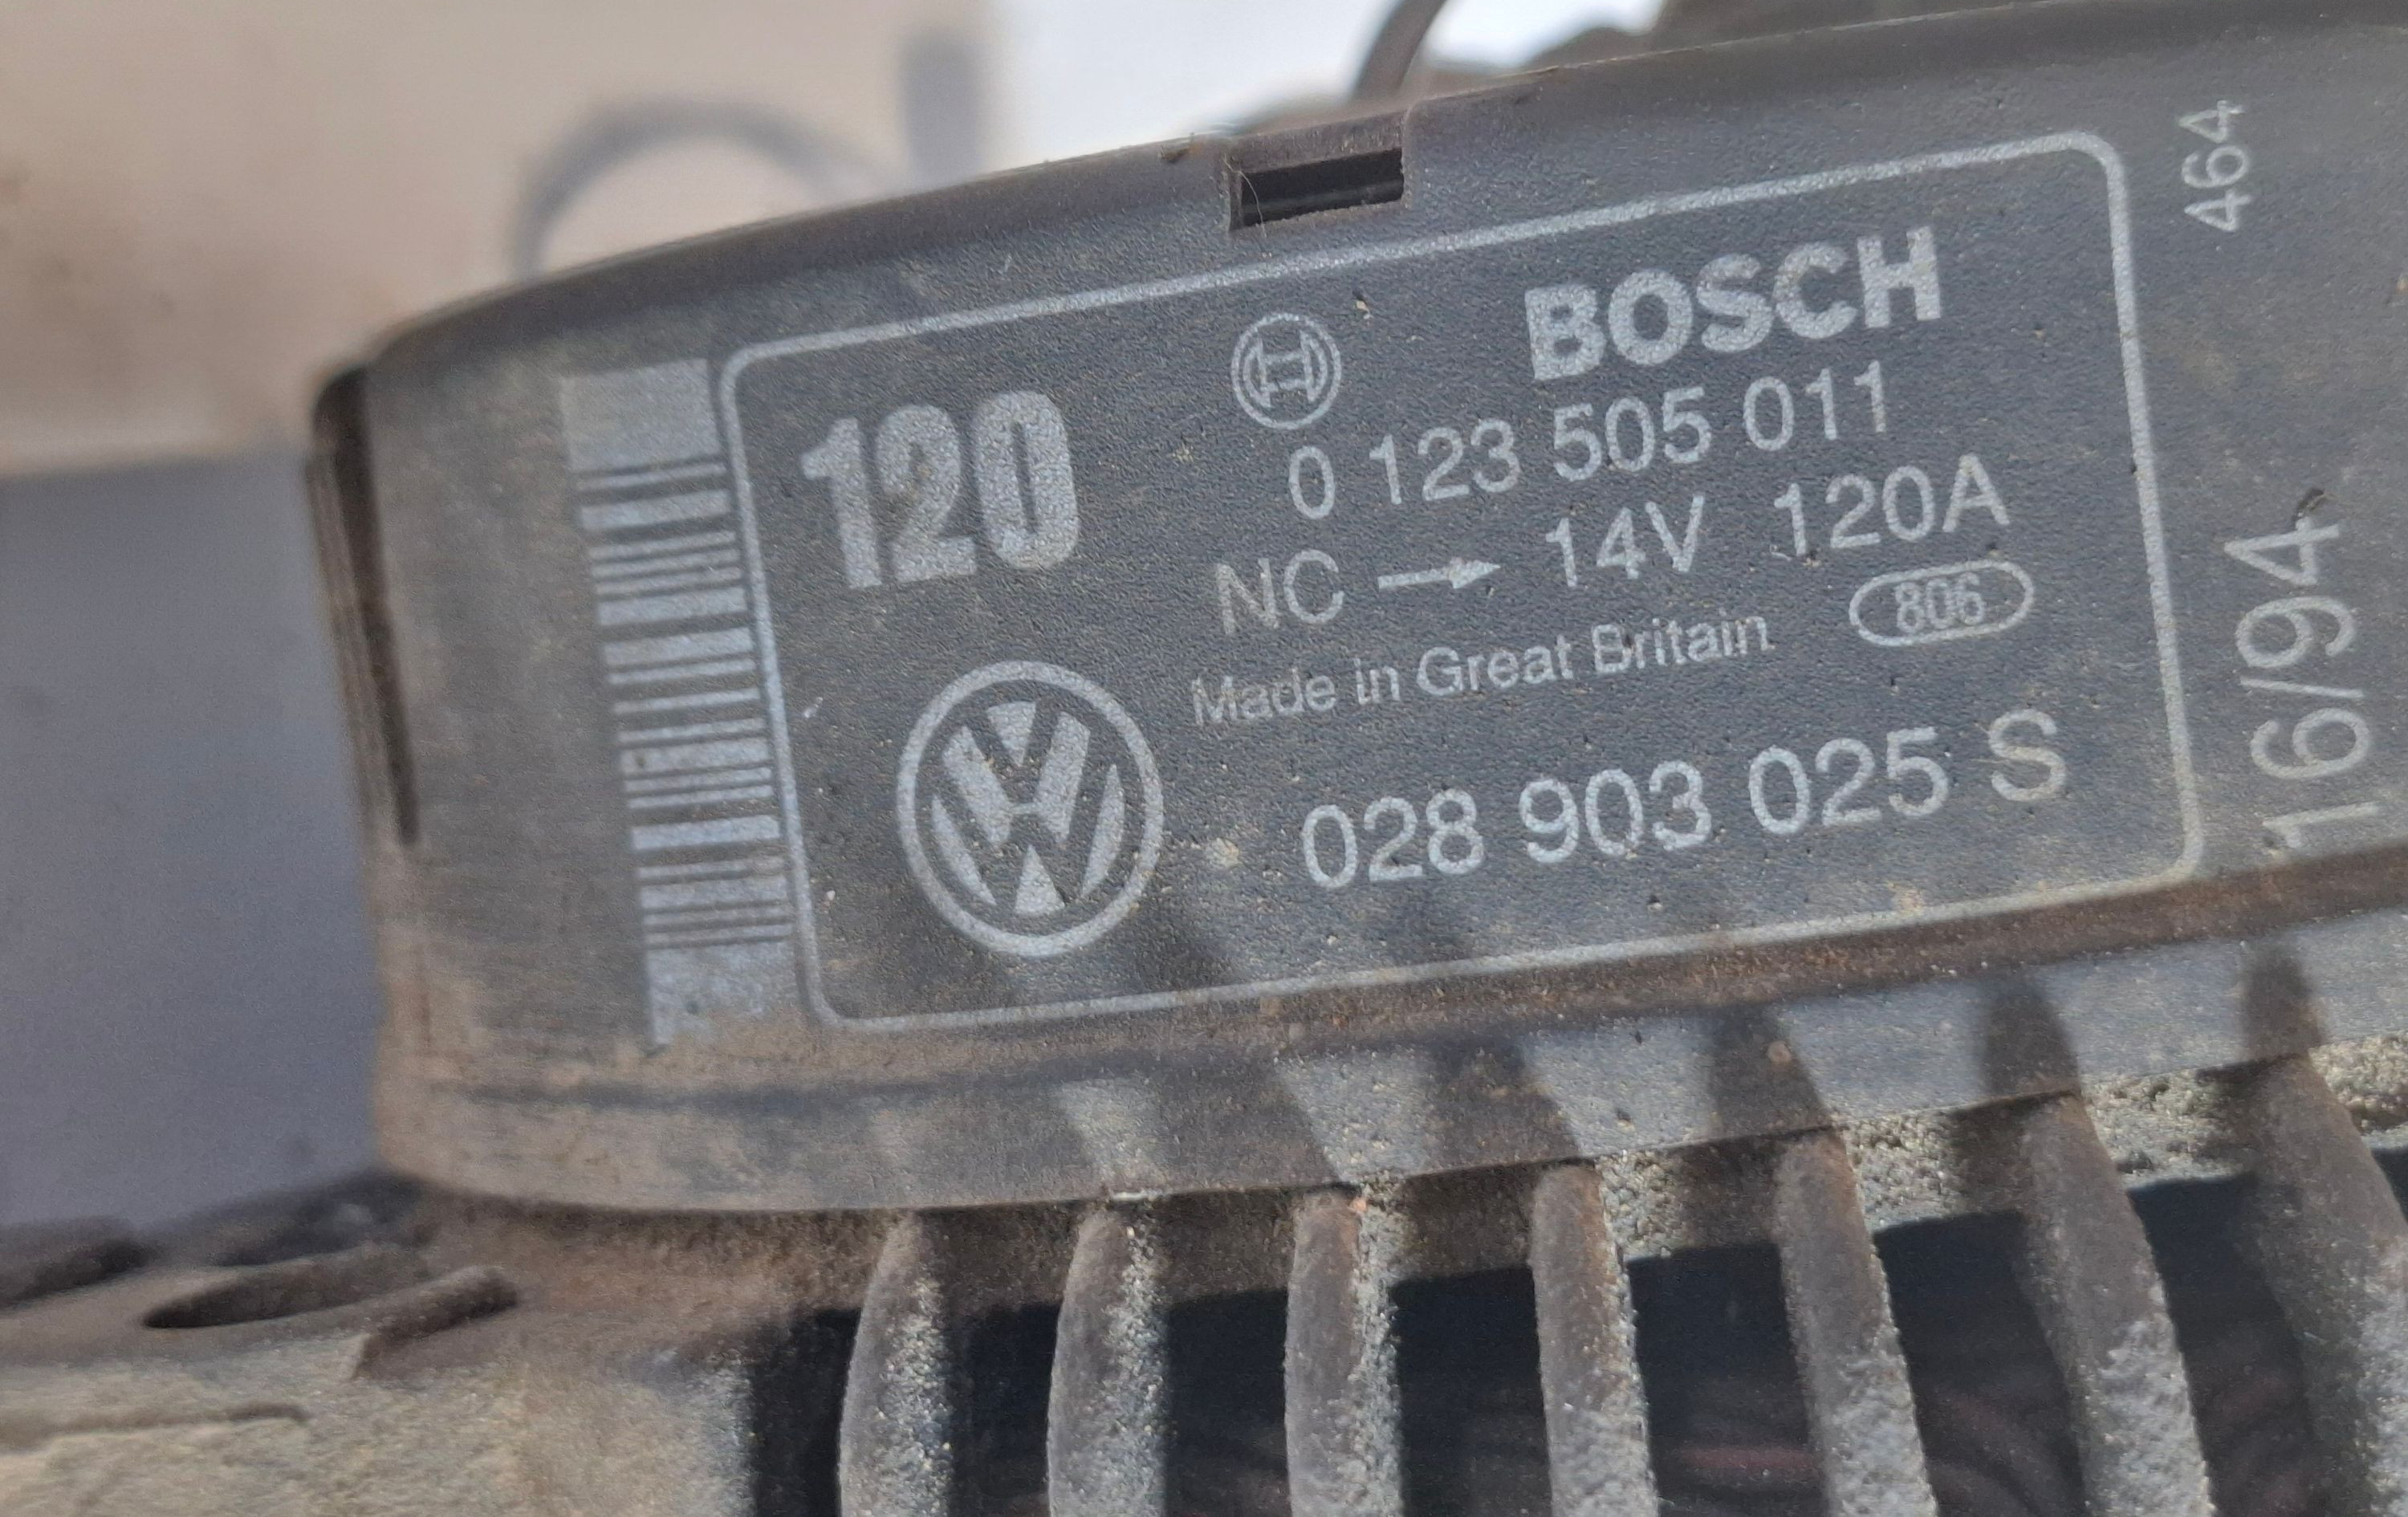 120
BOSCH
0 123 505 011
NC → 14V 120A
Made in Great Britain 806
028 903 025 S
464
16/94